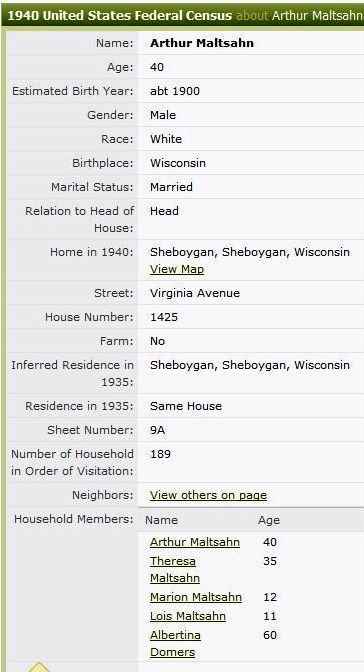 1940 United States Federal Census about Arthur Maltsahn
Name: Arthur Maltsahn
Age: 40
Estimated Birth Year: abt 1900
Gender: Male
Race: White
Birthplace: Wisconsin
Marital Status: Married
Relation to Head of House: Head
Home in 1940: Sheboygan, Sheboygan, Wisconsin
View Map
Street: Virginia Avenue
House Number: 1425
Farm: No
Inferred Residence in 1935: Sheboygan, Sheboygan, Wisconsin
Residence in 1935: Same House
Sheet Number: 9A
Number of Household in Order of Visitation: 189
Neighbors: View others on page
Household Members: Name Age
Arthur Maltsahn 40
Theresa Maltsahn 35
Marion Maltsahn 12
Lois Maltsahn 11
Albertina Domers 60